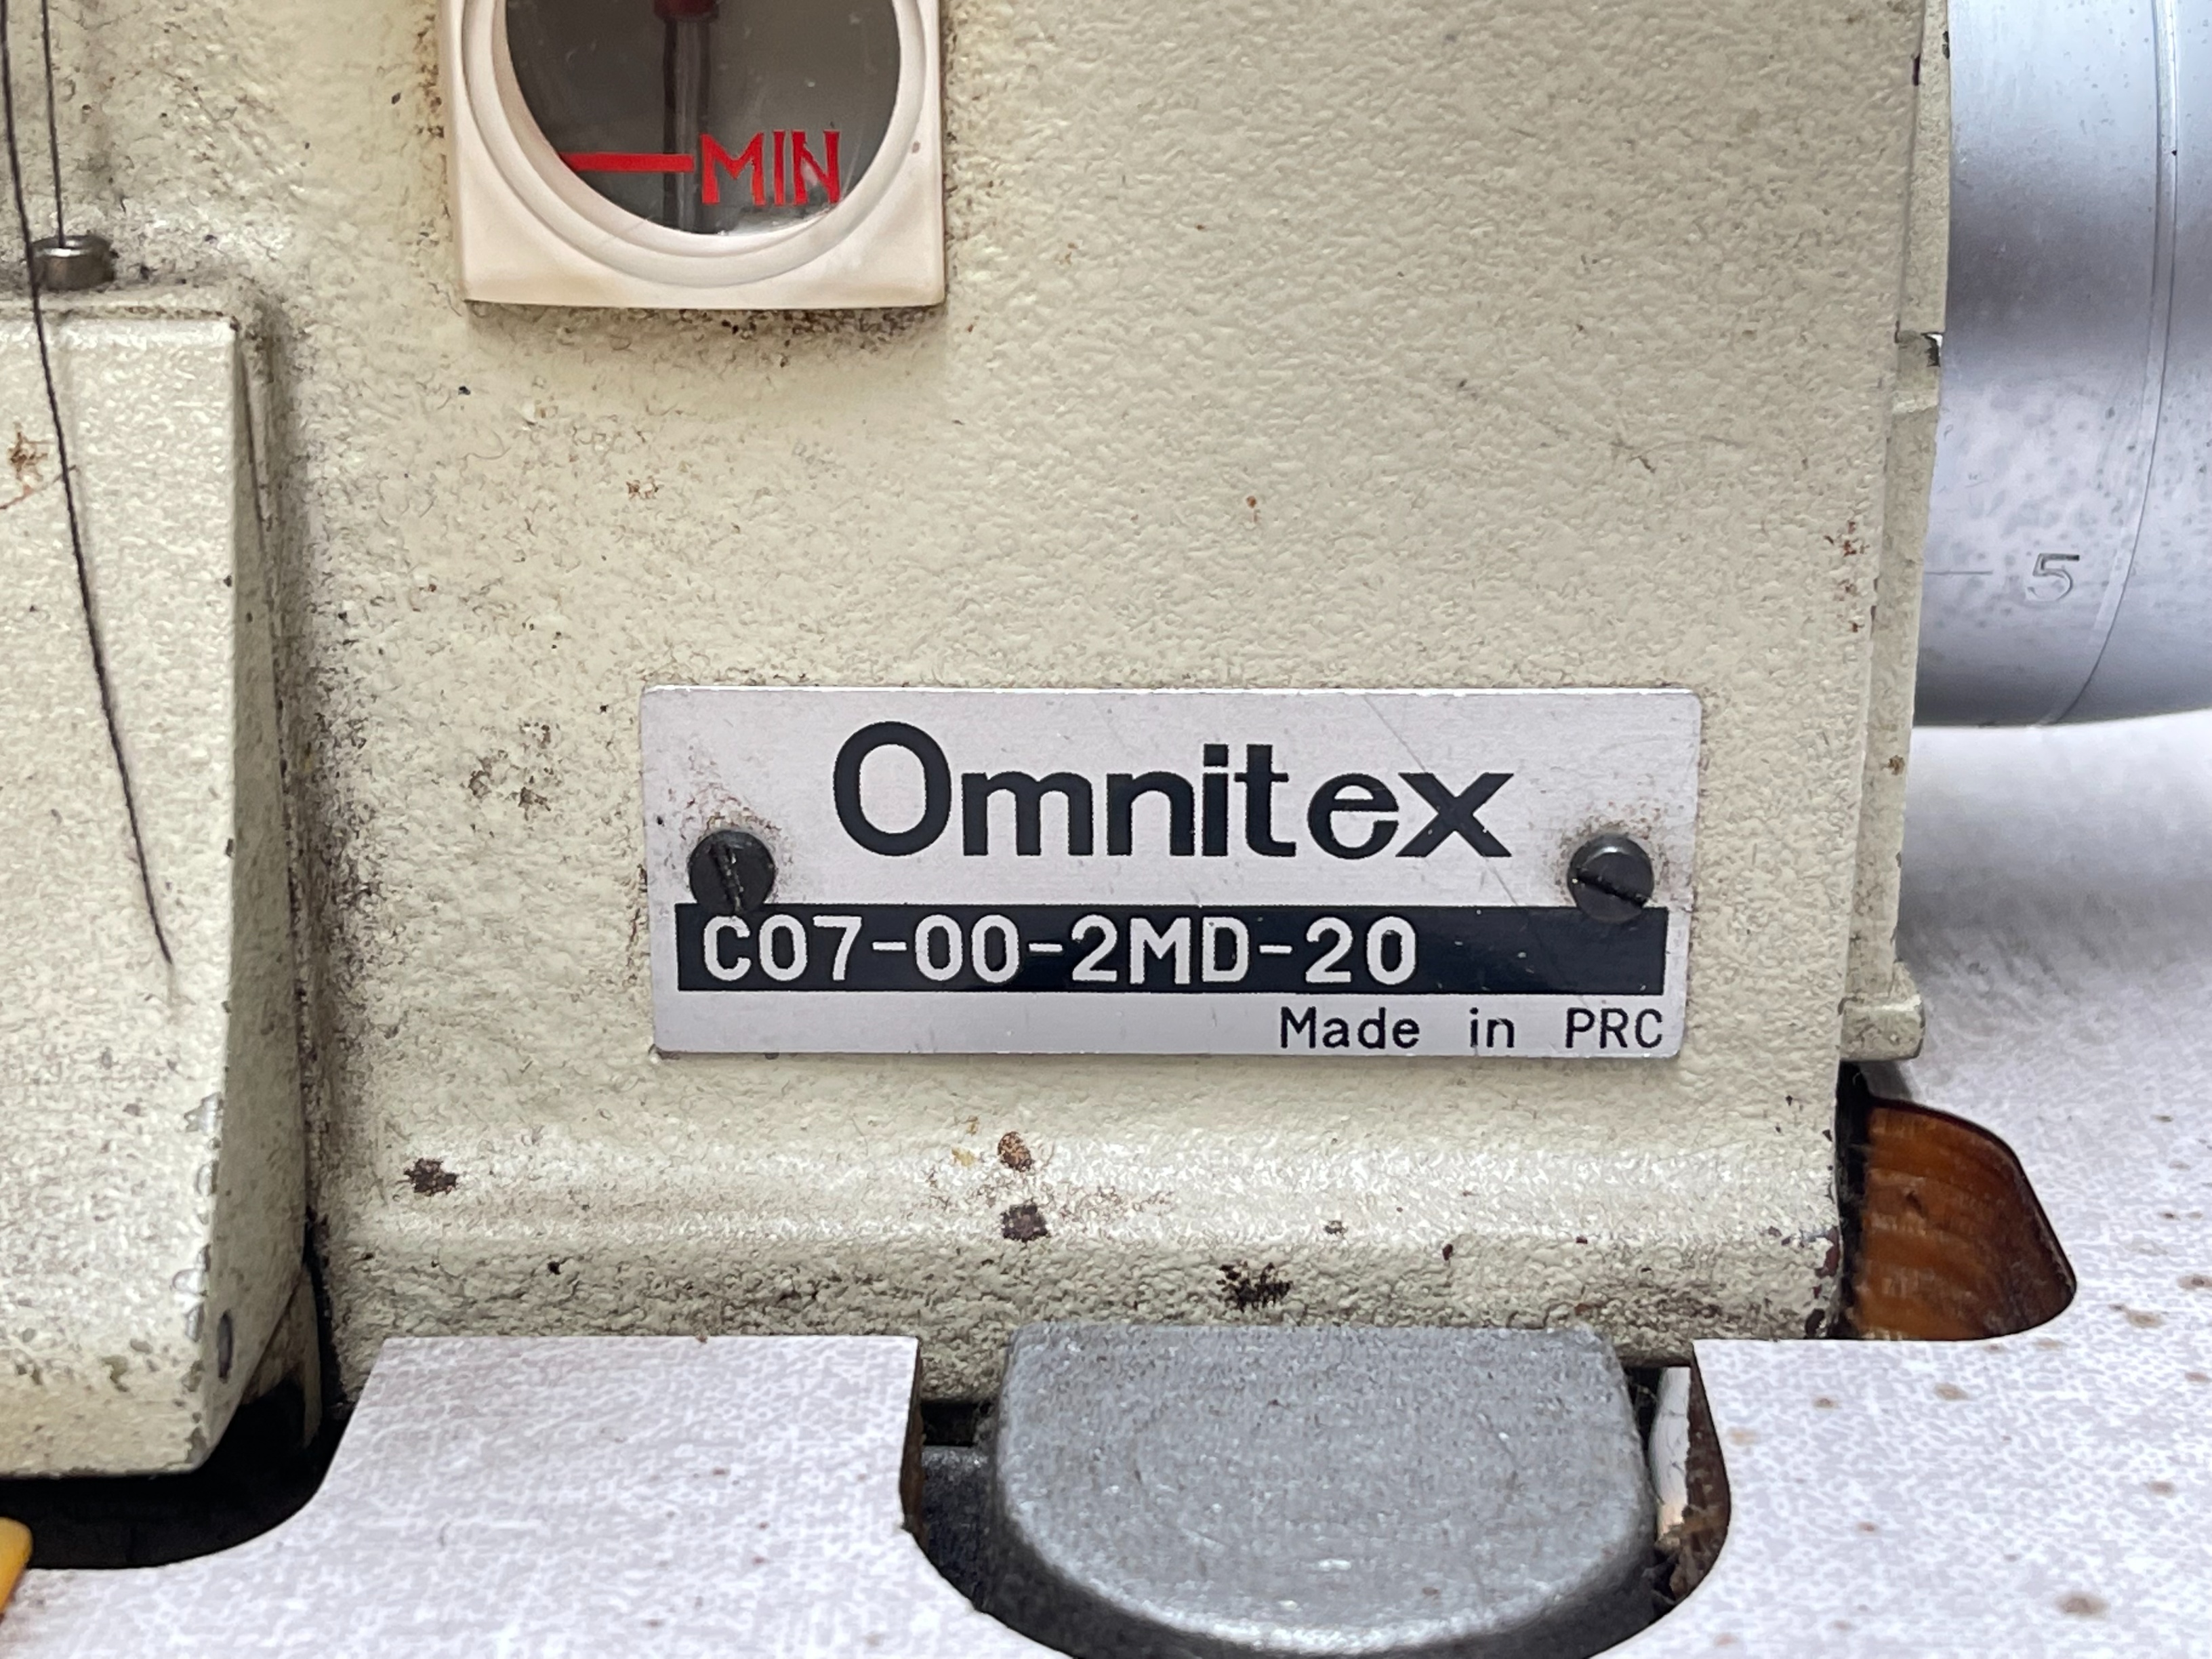 MIN
5
Omnitex
C07-00-2MD-20
Made in PRC